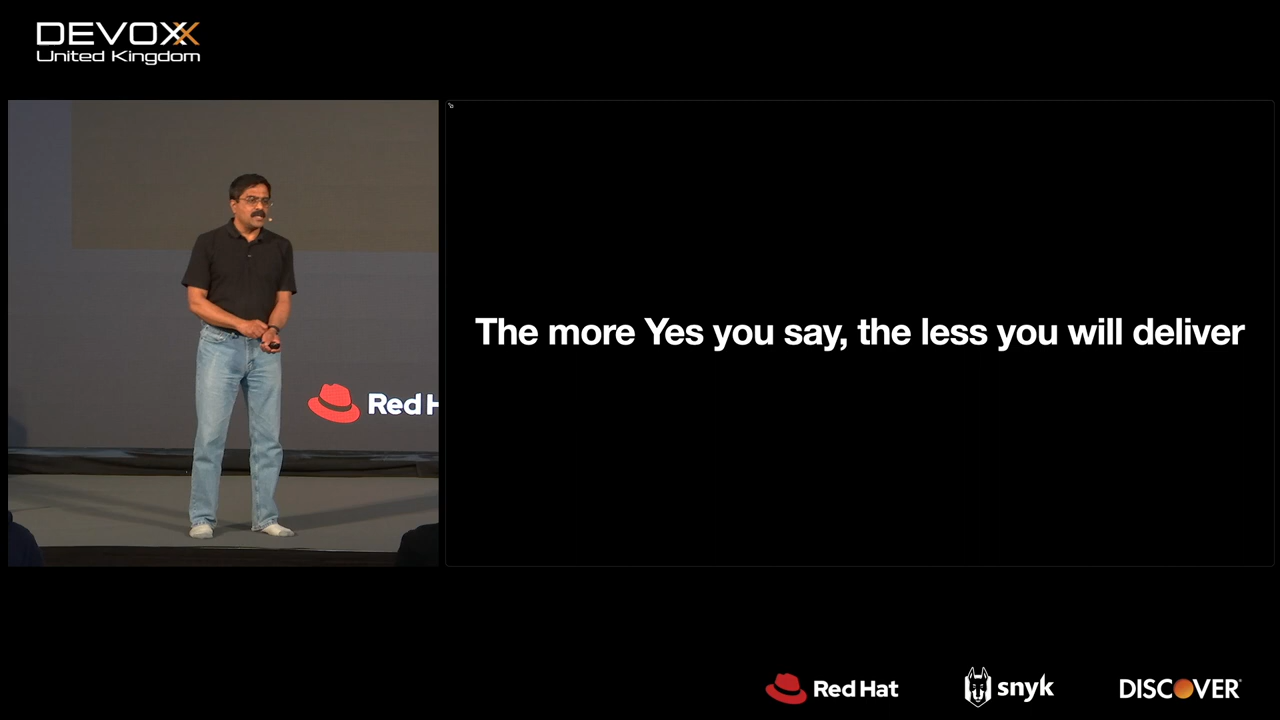 DEVOXX
United Kingdom
Red H
The more Yes you say, the less you will deliver
Red Hat
snyk
DISCOVER